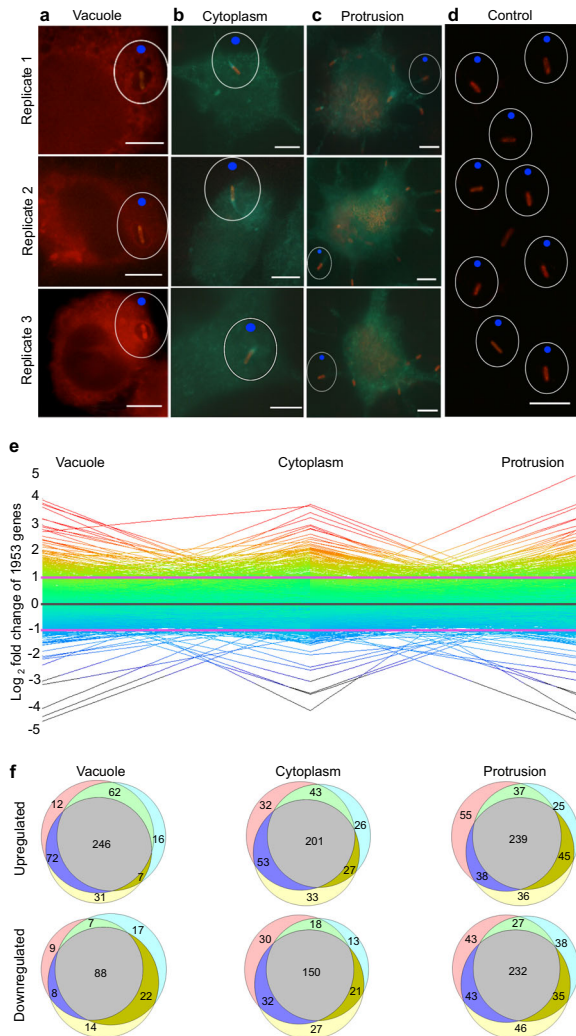 a Vacuole b Cytoplasm c Protrusion d Control
Replicate 1
Replicate 2
Replicate 3
e
Vacuole Cytoplasm Protrusion
Log2 fold change of 1953 genes
5
4
3
2
1
0
-1
-2
-3
-4
-5
f
Vacuole Cytoplasm Protrusion
Upregulated
12 62 16 72 246 7 31
32 43 26 53 201 27 33
55 37 25 38 239 45 36
Downregulated
9 7 17 8 88 22 14
30 18 13 32 150 21 27
43 27 38 43 232 35 46